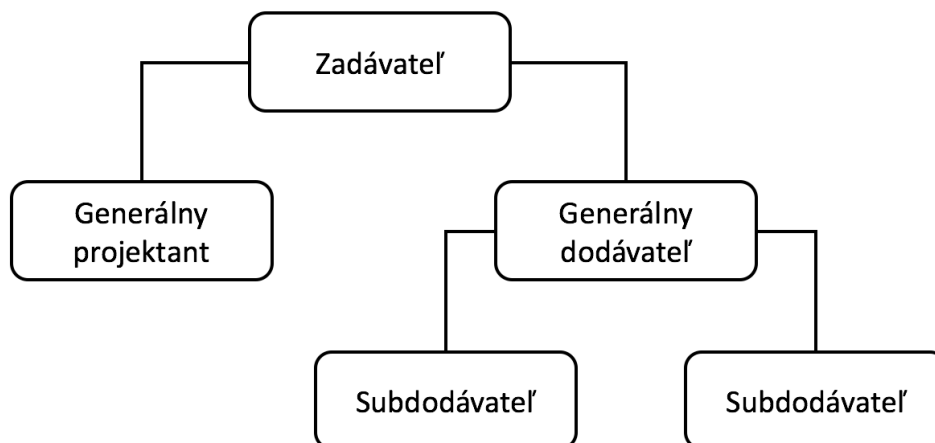 Zadávateľ
Generálny
projektant
Generálny
dodávateľ
Subdodávateľ
Subdodávateľ